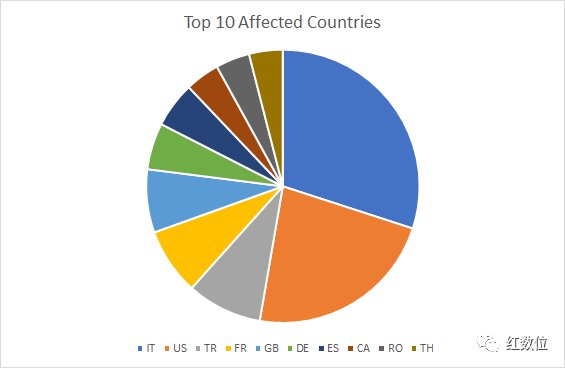 Top 10 Affected Countries
IT US TR FR GB DE ES CA RO TH
红数位